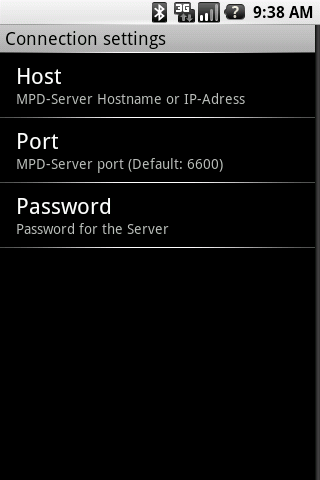 3G ? 9:38 AM
Connection settings
Host
MPD-Server Hostname or IP-Adress
Port
MPD-Server port (Default: 6600)
Password
Password for the Server